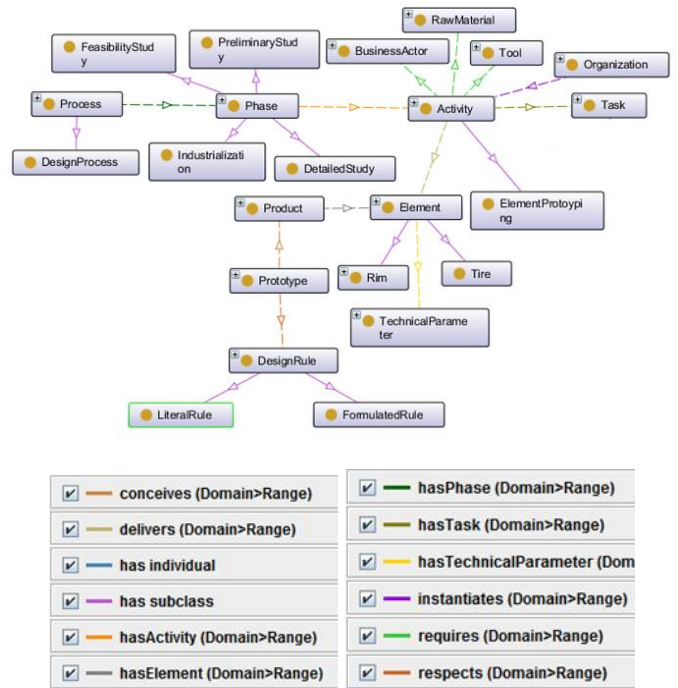 RawMaterial
FeasibilityStud
y
PreliminaryStud
y
BusinessActor
Tool
Organization
Process
Phase
Activity
Task
DesignProcess
Industrializati
on
DetailedStudy
ElementProtoypi
ng
Product
Element
Prototype
Rim
Tire
TechnicalParame
ter
DesignRule
LiteralRule
FormulatedRule
conceives (Domain>Range)
delivers (Domain>Range)
has individual
has subclass
hasActivity (Domain>Range)
hasElement (Domain>Range)
hasPhase (Domain>Range)
hasTask (Domain>Range)
hasTechnicalParameter (Dom
instantiates (Domain>Range)
requires (Domain>Range)
respects (Domain>Range)